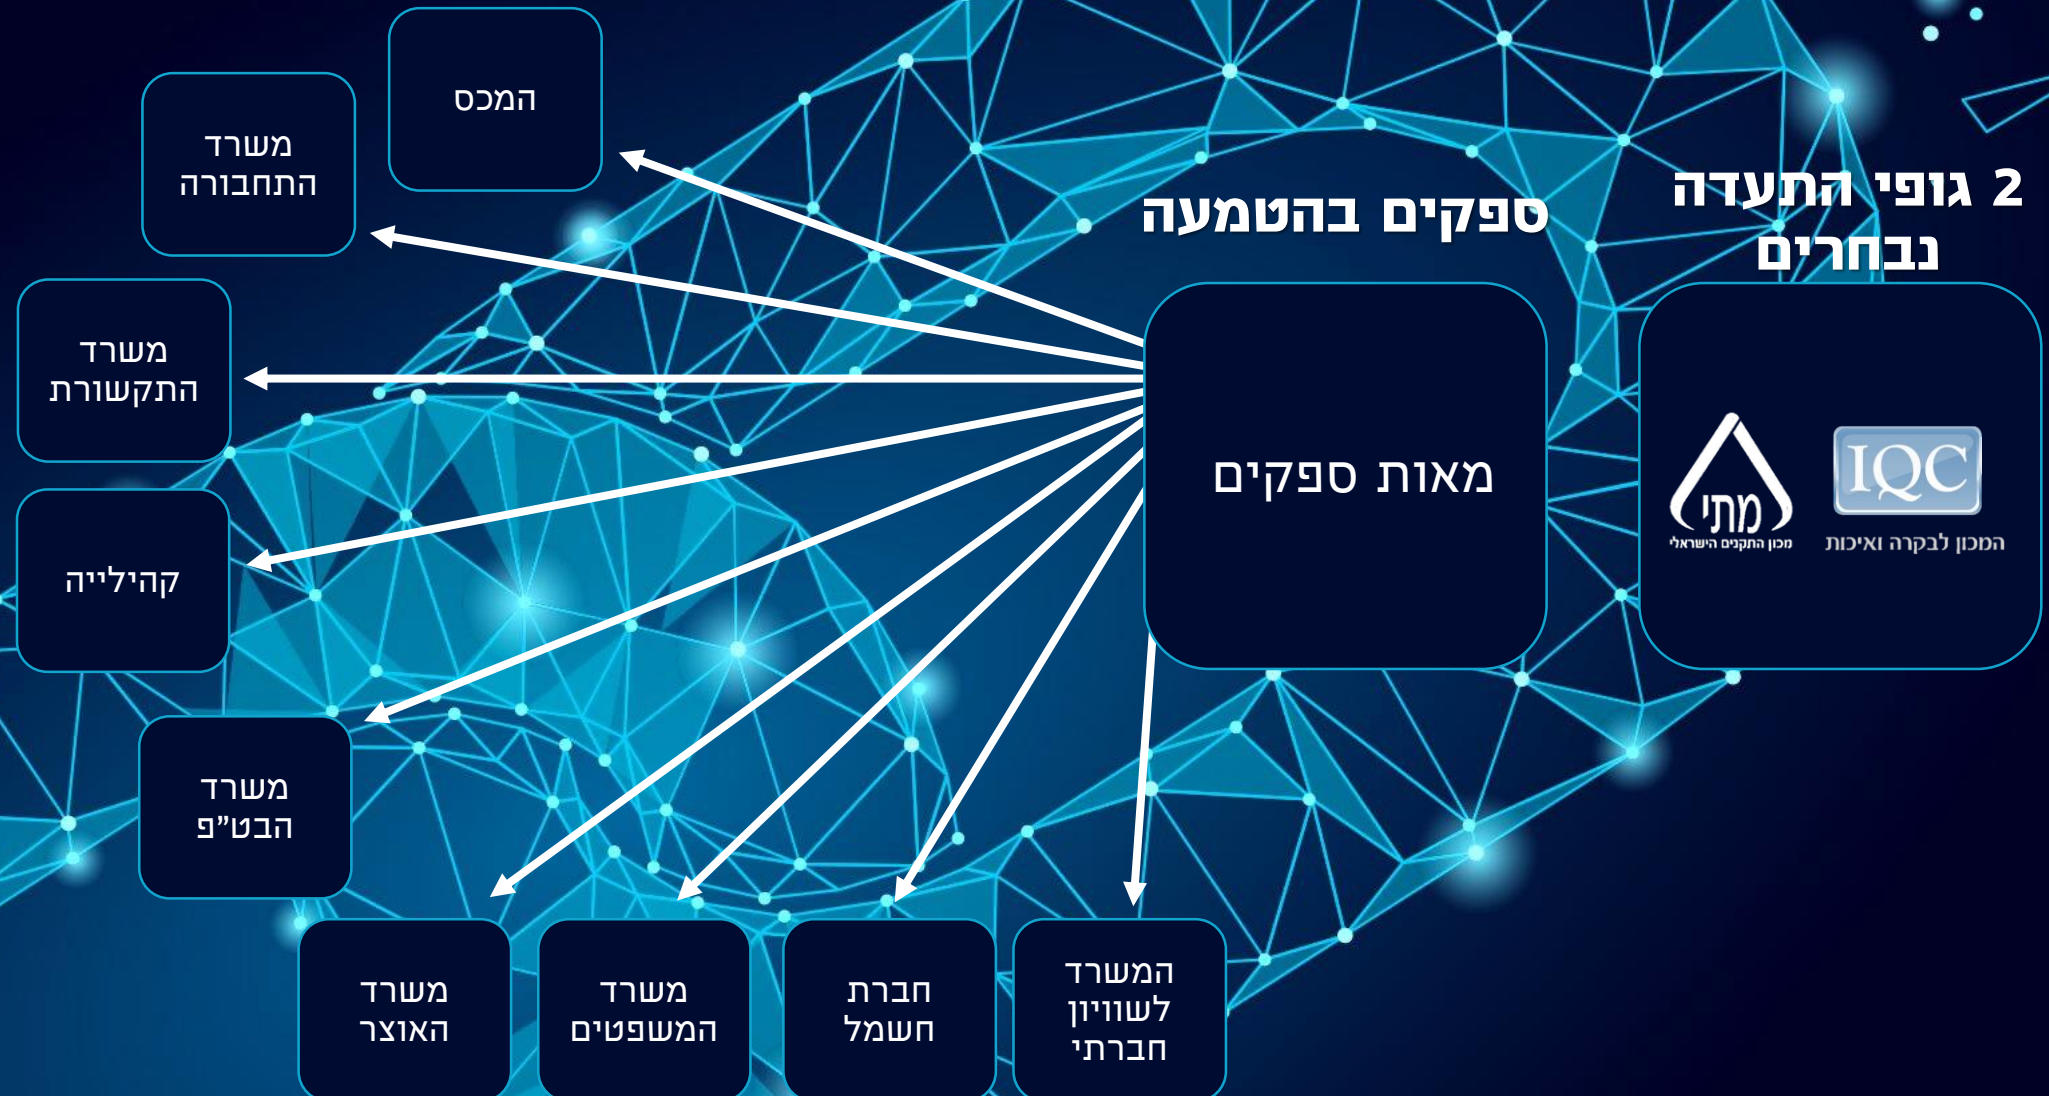 2 גופי התעדה
נבחרים
IQC
המכון לבקרה ואיכות
מתי
מכון התקנים הישראלי
ספקים בהטמעה
מאות ספקים
המכס
משרד
התחבורה
משרד
התקשורת
קהילייה
משרד
הבט"פ
משרד
האוצר
משרד
המשפטים
חברת
חשמל
המשרד
לשוויון
חברתי